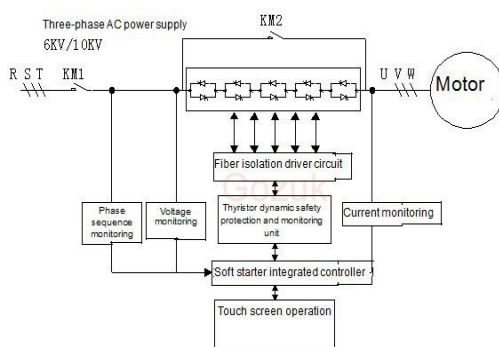 Three-phase AC power supply
6KV/10KV
KM2
R S T
KM1
U V W
Motor
Fiber isolation driver circuit
Gozuk
Phase
sequence
monitoring
Voltage
monitoring
Thyristor dynamic safety
protection and monitoring
unit
Current monitoring
Soft starter integrated controller
Touch screen operation